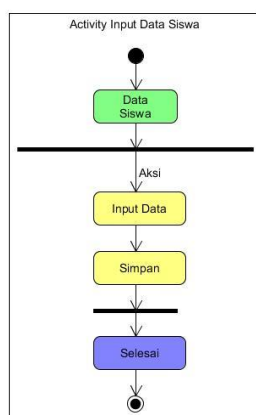 Activity Input Data Siswa
Data
Siswa
Aksi
Input Data
Simpan
Selesai